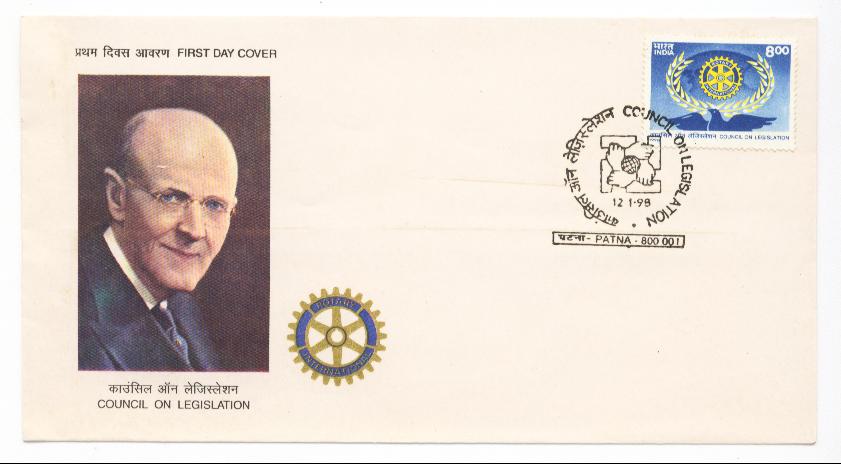 प्रथम दिवस आवरण FIRST DAY COVER
भारत
INDIA
8.00
ROTARY
INTERNATIONAL
काउंसिल ऑन लेजिस्लेशन COUNCIL ON LEGISLATION
काउंसिल ऑन लेज़िस्लेशन COUNCIL ON LEGISLATION
12·1·98
पटना - PATNA - 800 001
ROTARY
INTERNATIONAL
काउंसिल ऑन लेजिस्लेशन
COUNCIL ON LEGISLATION